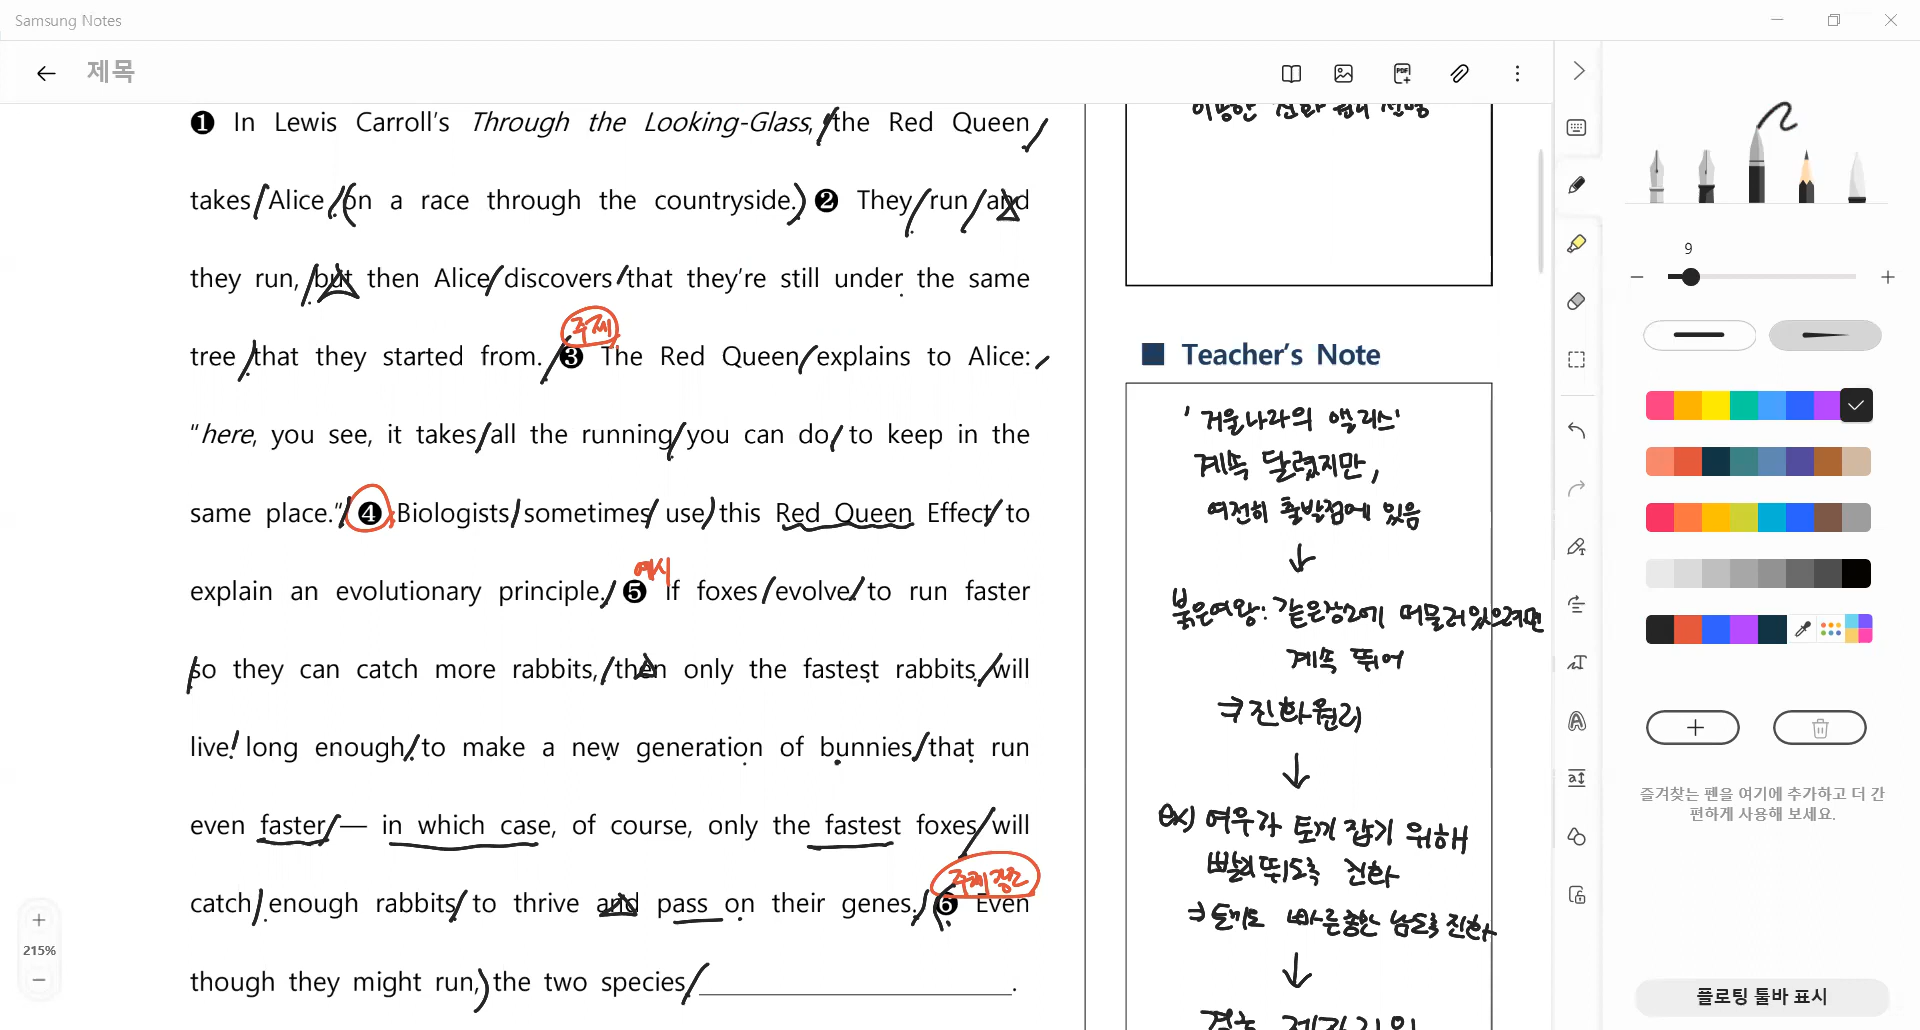 Samsung Notes
제목
❶ In Lewis Carroll's Through the Looking-Glass, the Red Queen
takes Alice on a race through the countryside. ❷ They run and
they run, but then Alice discovers that they're still under the same
주제
tree that they started from. ❸ The Red Queen explains to Alice:
"here, you see, it takes all the running you can do to keep in the
same place." ❹ Biologists sometimes use this Red Queen Effect to
예시
explain an evolutionary principle. ❺ If foxes evolve to run faster
so they can catch more rabbits, then only the fastest rabbits will
live long enough to make a new generation of bunnies that run
even faster — in which case, of course, only the fastest foxes will
주제 강조
catch enough rabbits to thrive and pass on their genes. ❻ Even
though they might run, the two species ______.
■ Teacher's Note
'거울나라의 앨리스'
계속 달렸지만,
여전히 출발점에 있음
↓
붉은여왕: 같은장소에 머물러있으려면
계속 뛰어
⇒ 진화원리
↓
ex) 여우가 토끼 잡기 위해
빨리 뛰도록 진화
⇒ 토끼도 빠른종만 남도록 진화
↓
9
즐겨찾는 펜을 여기에 추가하고 더 간
편하게 사용해 보세요.
플로팅 툴바 표시
215%